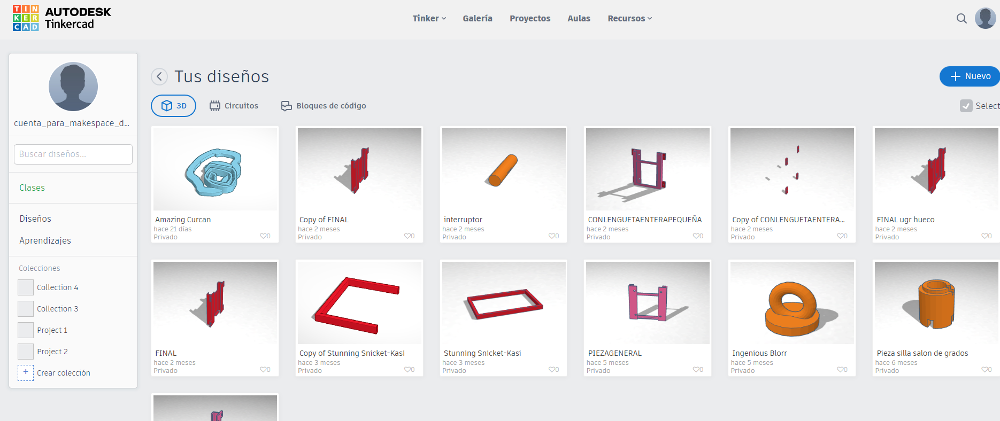 TIN
KER
CAD
AUTODESK
Tinkercad
Tinker
Galería
Proyectos
Aulas
Recursos
cuenta_para_makespace_d...
Buscar diseños...
Clases
Diseños
Aprendizajes
Colecciones
Collection 4
Collection 3
Project 1
Project 2
+ Crear colección
Tus diseños
+ Nuevo
3D
Circuitos
Bloques de código
Select
Amazing Curcan
hace 21 días
Privado
0
Copy of FINAL
hace 2 meses
Privado
0
interruptor
hace 2 meses
Privado
0
CONLENGUETAENTERAPEQUEÑA
hace 2 meses
Privado
0
Copy of CONLENGUETAENTERA...
hace 2 meses
Privado
0
FINAL ugr hueco
hace 2 meses
Privado
0
FINAL
hace 2 meses
Privado
0
Copy of Stunning Snicket-Kasi
hace 3 meses
Privado
0
Stunning Snicket-Kasi
hace 3 meses
Privado
0
PIEZAGENERAL
hace 5 meses
Privado
0
Ingenious Blorr
hace 5 meses
Privado
0
Pieza silla salon de grados
hace 6 meses
Privado
0